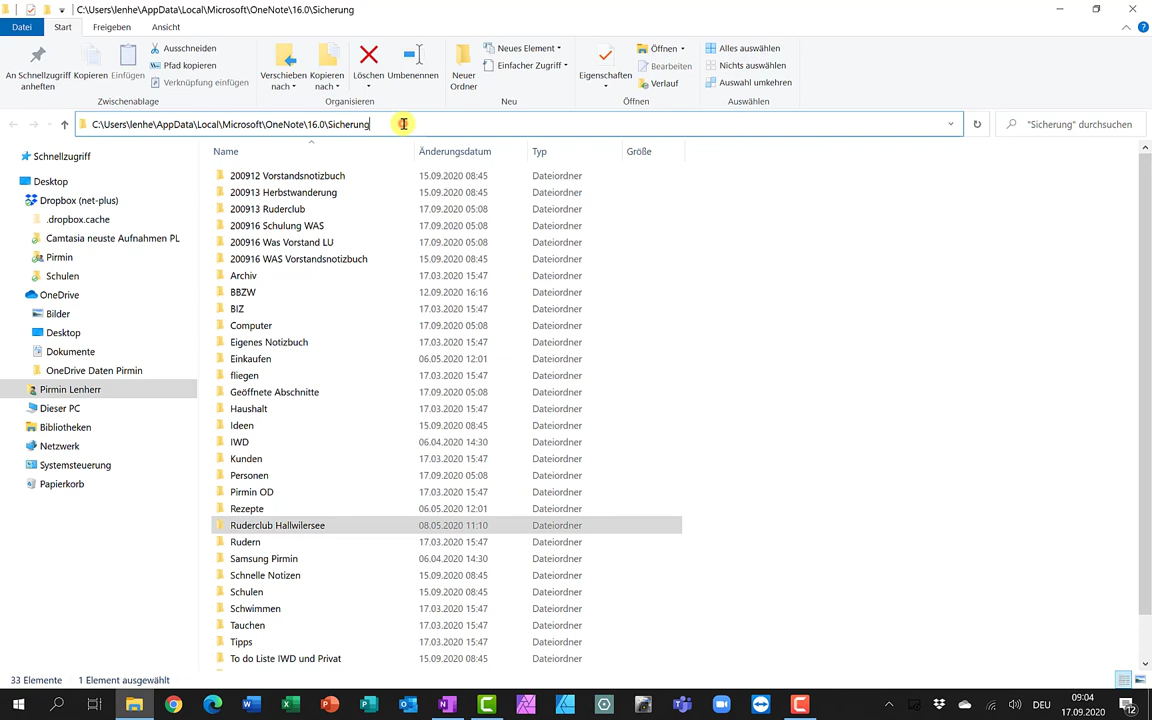 C:\Users\lenhe\AppData\Local\Microsoft\OneNote\16.0\Sicherung
Datei Start Freigeben Ansicht
An Schnellzugriff anheften
Kopieren
Einfügen
Ausschneiden
Pfad kopieren
Verknüpfung einfügen
Verschieben nach
Kopieren nach
Löschen
Umbenennen
Neuer Ordner
Neues Element
Einfacher Zugriff
Eigenschaften
Öffnen
Bearbeiten
Verlauf
Alles auswählen
Nichts auswählen
Auswahl umkehren
Zwischenablage Organisieren Neu Öffnen Auswählen
C:\Users\lenhe\AppData\Local\Microsoft\OneNote\16.0\Sicherung
"Sicherung" durchsuchen
Schnellzugriff
Desktop
Dropbox (net-plus)
.dropbox.cache
Camtasia neuste Aufnahmen PL
Pirmin
Schulen
OneDrive
Bilder
Desktop
Dokumente
OneDrive Daten Pirmin
Pirmin Lenherr
Dieser PC
Bibliotheken
Netzwerk
Systemsteuerung
Papierkorb
Name Änderungsdatum Typ Größe
200912 Vorstandsnotizbuch 15.09.2020 08:45 Dateiordner
200913 Herbstwanderung 15.09.2020 08:45 Dateiordner
200913 Ruderclub 17.09.2020 05:08 Dateiordner
200916 Schulung WAS 17.09.2020 05:08 Dateiordner
200916 Was Vorstand LU 17.09.2020 05:08 Dateiordner
200916 WAS Vorstandsnotizbuch 15.09.2020 08:45 Dateiordner
Archiv 17.03.2020 15:47 Dateiordner
BBZW 12.09.2020 16:16 Dateiordner
BIZ 17.03.2020 15:47 Dateiordner
Computer 17.09.2020 05:08 Dateiordner
Eigenes Notizbuch 17.03.2020 15:47 Dateiordner
Einkaufen 06.05.2020 12:01 Dateiordner
fliegen 17.03.2020 15:47 Dateiordner
Geöffnete Abschnitte 17.09.2020 05:08 Dateiordner
Haushalt 17.03.2020 15:47 Dateiordner
Ideen 15.09.2020 08:45 Dateiordner
IWD 06.04.2020 14:30 Dateiordner
Kunden 17.03.2020 15:47 Dateiordner
Personen 17.09.2020 05:08 Dateiordner
Pirmin OD 17.03.2020 15:47 Dateiordner
Rezepte 06.05.2020 12:01 Dateiordner
Ruderclub Hallwilersee 08.05.2020 11:10 Dateiordner
Rudern 17.03.2020 15:47 Dateiordner
Samsung Pirmin 06.04.2020 14:30 Dateiordner
Schnelle Notizen 15.09.2020 08:45 Dateiordner
Schulen 15.09.2020 08:45 Dateiordner
Schwimmen 17.03.2020 15:47 Dateiordner
Tauchen 17.03.2020 15:47 Dateiordner
Tipps 17.03.2020 15:47 Dateiordner
To do Liste IWD und Privat 15.09.2020 08:45 Dateiordner
33 Elemente 1 Element ausgewählt
DEU
09:04
17.09.2020
12